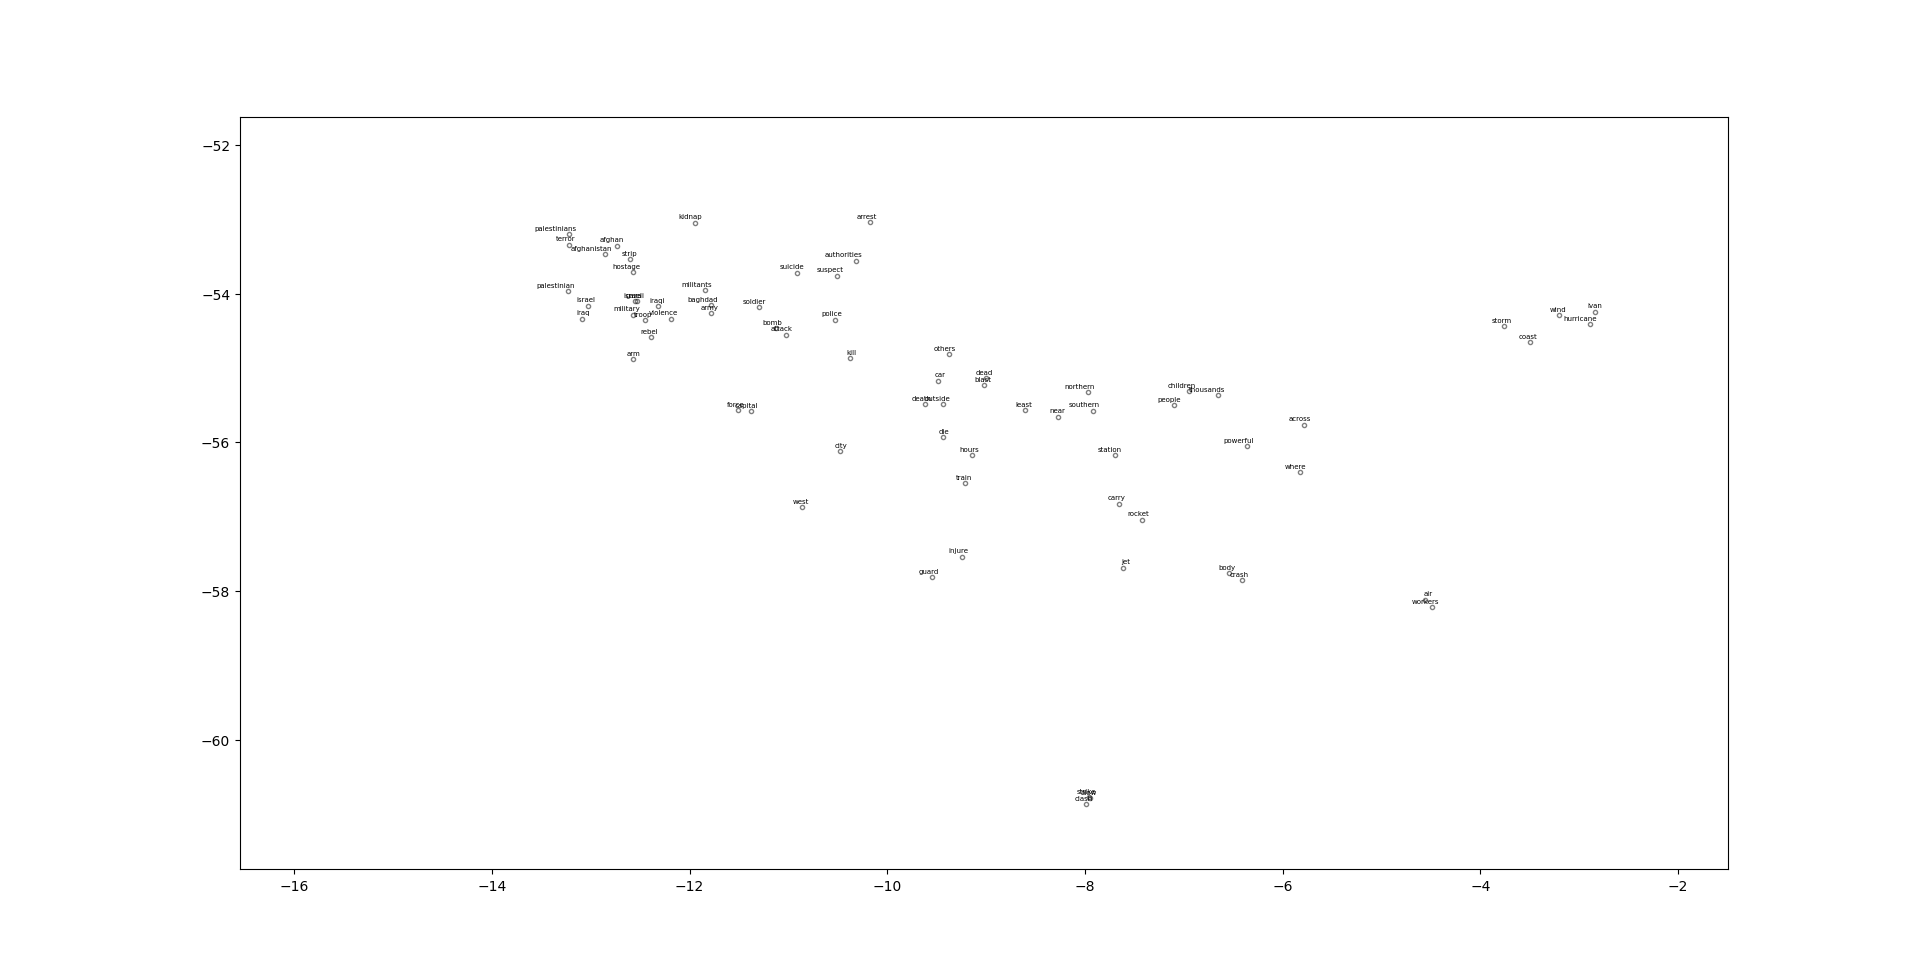 −52
kidnap
arrest
palestinians
terror
afghan
afghanistan
strip
authorities
hostage
suicide
suspect
palestinian
militants
−54
israel
iraqi
baghdad
soldier
military
army
iraq
troop
violence
police
bomb
attack
rebel
arm
kill
ivan
wind
hurricane
storm
coast
others
car
dead
blast
northern
children
thousands
death
outside
least
southern
people
near
force
capital
across
−56
die
powerful
city
hours
station
where
train
carry
west
rocket
injure
jet
guard
body
crash
−58
air
workers
−60
strike
clash
−16
−14
−12
−10
−8
−6
−4
−2